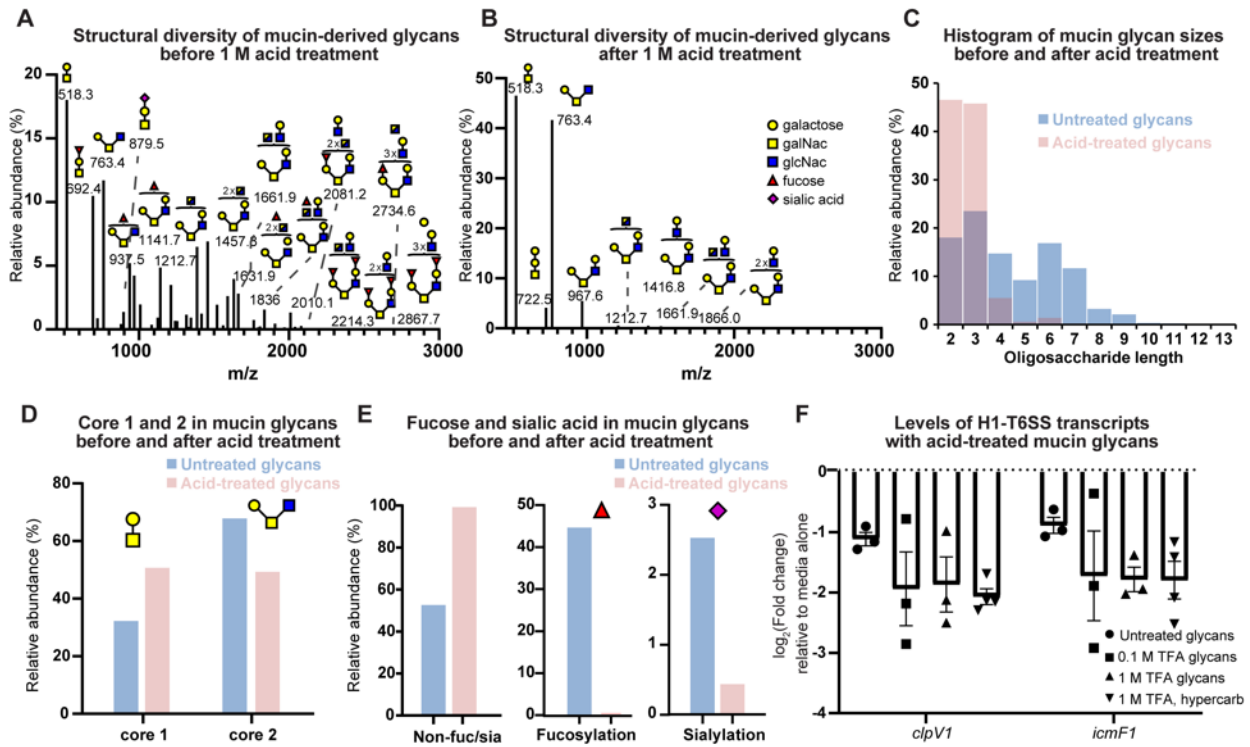 A
Structural diversity of mucin-derived glycans
before 1 M acid treatment
Relative abundance (%)
20
15
10
5
0
518.3
692.4
763.4
879.5
937.5
1141.7
1212.7
1457.8
1631.9
1661.9
1836
2010.1
2081.2
2214.3
2734.6
2867.7
2x
2x
2x
3x
2x
3x
1000
2000
3000
m/z
B
Structural diversity of mucin-derived glycans
after 1 M acid treatment
Relative abundance (%)
50
40
30
20
10
0
518.3
763.4
722.5
967.6
1212.7
1416.8
1661.9
1866.0
2x
galactose
galNac
glcNac
fucose
sialic acid
1000
2000
3000
m/z
C
Histogram of mucin glycan sizes
before and after acid treatment
Untreated glycans
Acid-treated glycans
Relative abundance (%)
50
40
30
20
10
0
2 3 4 5 6 7 8 9 10 11 12 13
Oligosaccharide length
D
Core 1 and 2 in mucin glycans
before and after acid treatment
Untreated glycans
Acid-treated glycans
Relative abundance (%)
80
60
40
20
0
core 1
core 2
E
Fucose and sialic acid in mucin glycans
before and after acid treatment
Untreated glycans
Acid-treated glycans
Relative abundance (%)
100
80
60
40
20
0
Non-fuc/sia
50
40
30
20
10
0
Fucosylation
3
2
1
0
Sialylation
F
Levels of H1-T6SS transcripts
with acid-treated mucin glycans
log2(Fold change)
relative to media alone
0
-1
-2
-3
-4
Untreated glycans
0.1 M TFA glycans
1 M TFA glycans
1 M TFA, hypercarb
clpV1
icmF1